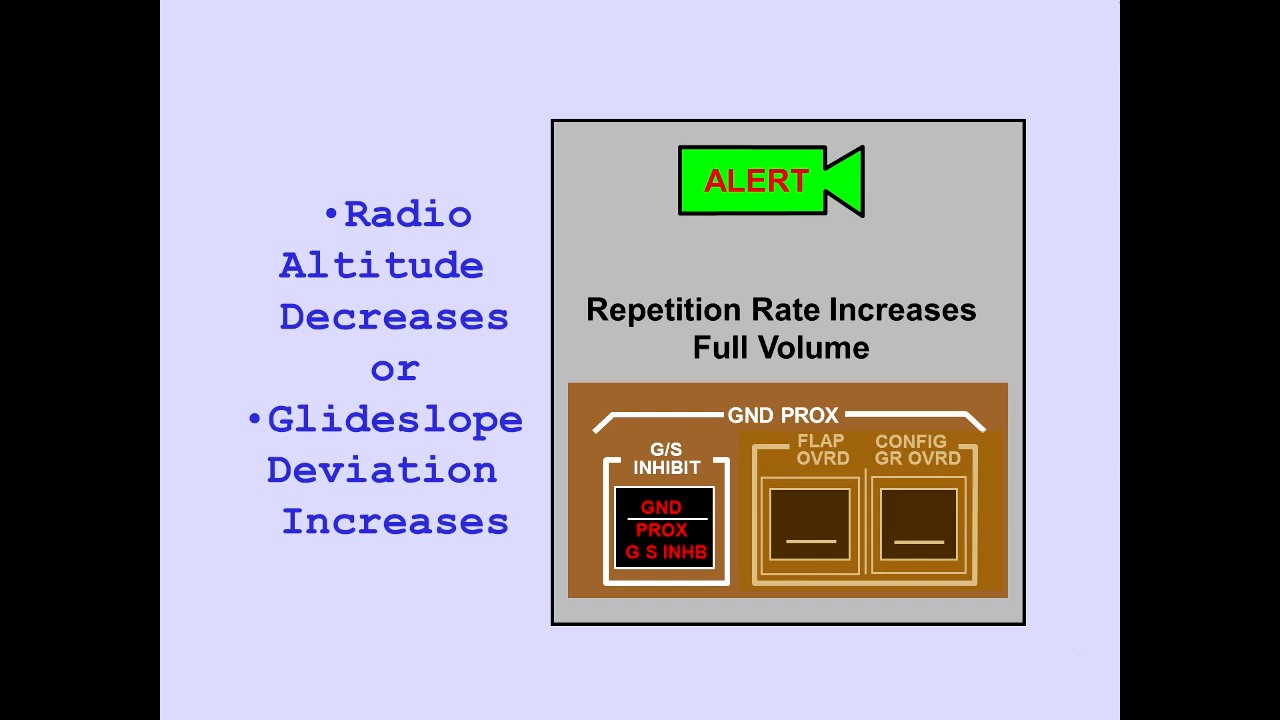 •Radio
Altitude
Decreases
or
•Glideslope
Deviation
Increases
ALERT
Repetition Rate Increases
Full Volume
GND PROX
G/S
INHIBIT
GND
PROX
G S INHB
FLAP
OVRD
CONFIG
GR OVRD